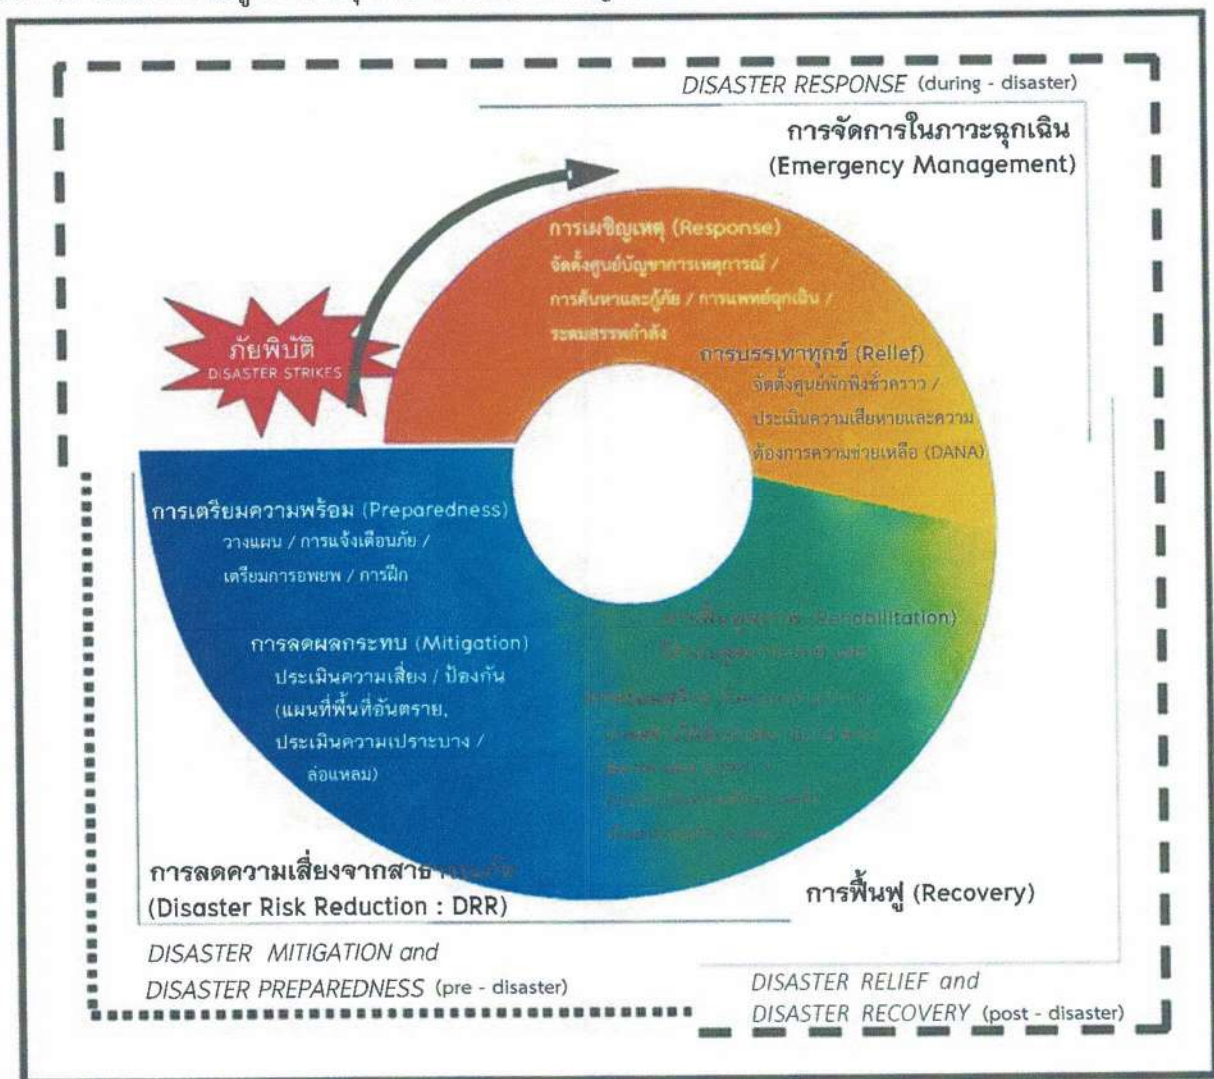 DISASTER RESPONSE (during - disaster)
การจัดการในภาวะฉุกเฉิน
(Emergency Management)
การเผชิญเหตุ (Response)
จัดตั้งศูนย์บัญชาการเหตุการณ์ /
การค้นหาและกู้ภัย / การแพทย์ฉุกเฉิน /
ระดมสรรพกำลัง
ภัยพิบัติ
DISASTER STRIKES
การบรรเทาทุกข์ (Relief)
จัดตั้งศูนย์พักพิงชั่วคราว /
ประเมินความเสียหายและความ
ต้องการความช่วยเหลือ (DANA)
การเตรียมความพร้อม (Preparedness)
วางแผน / การแจ้งเตือนภัย /
เตรียมการอพยพ / การฝึก
การลดผลกระทบ (Mitigation)
ประเมินความเสี่ยง / ป้องกัน
(แผนที่พื้นที่อันตราย,
ประเมินความเปราะบาง /
ล่อแหลม)
(Rehabilitation)
การลดความเสี่ยงจากสาธารณภัย
(Disaster Risk Reduction : DRR)
การฟื้นฟู (Recovery)
DISASTER MITIGATION and
DISASTER PREPAREDNESS (pre - disaster)
DISASTER RELIEF and
DISASTER RECOVERY (post - disaster)